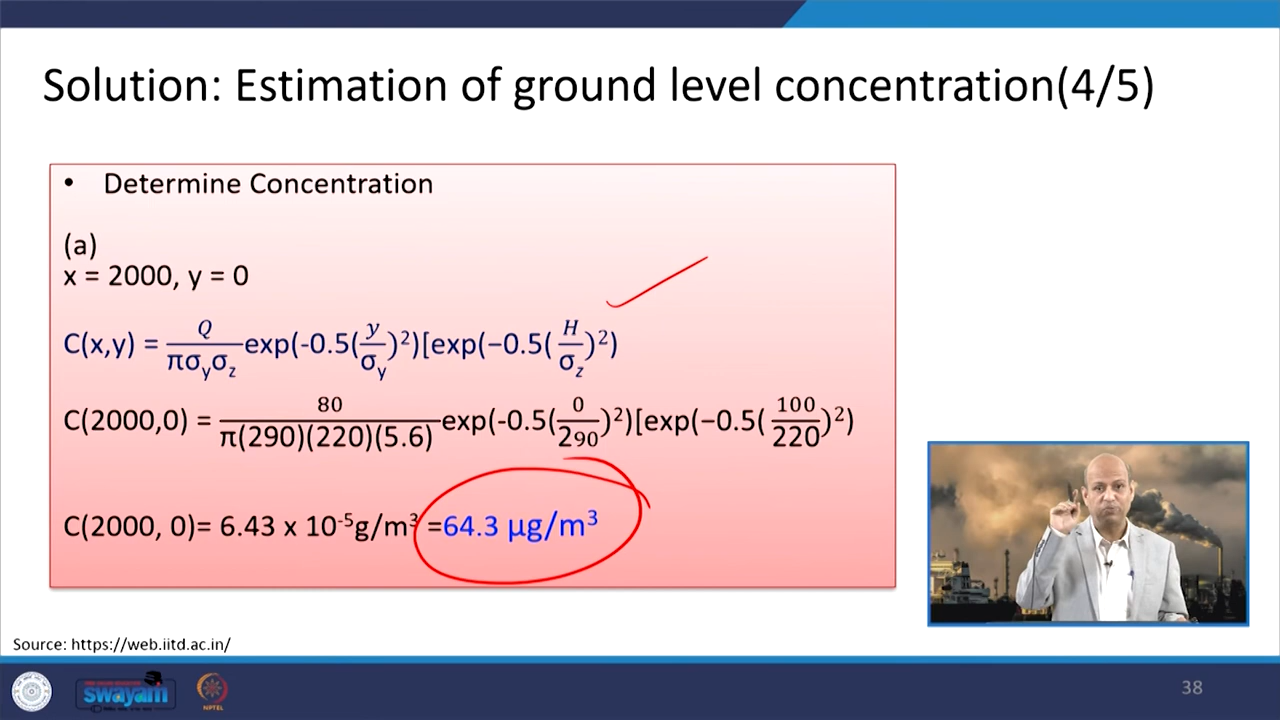 Solution: Estimation of ground level concentration(4/5)
• Determine Concentration
(a)
x = 2000, y = 0
C(x,y) = Q/πσyσz exp(-0.5(y/σy)²)[exp(−0.5(H/σz)²)
C(2000,0) = 80/π(290)(220)(5.6) exp(-0.5(0/290)²)[exp(−0.5(100/220)²)
C(2000, 0)= 6.43 x 10⁻⁵g/m³ =64.3 µg/m³
Source: https://web.iitd.ac.in/
swayam
NPTEL
38